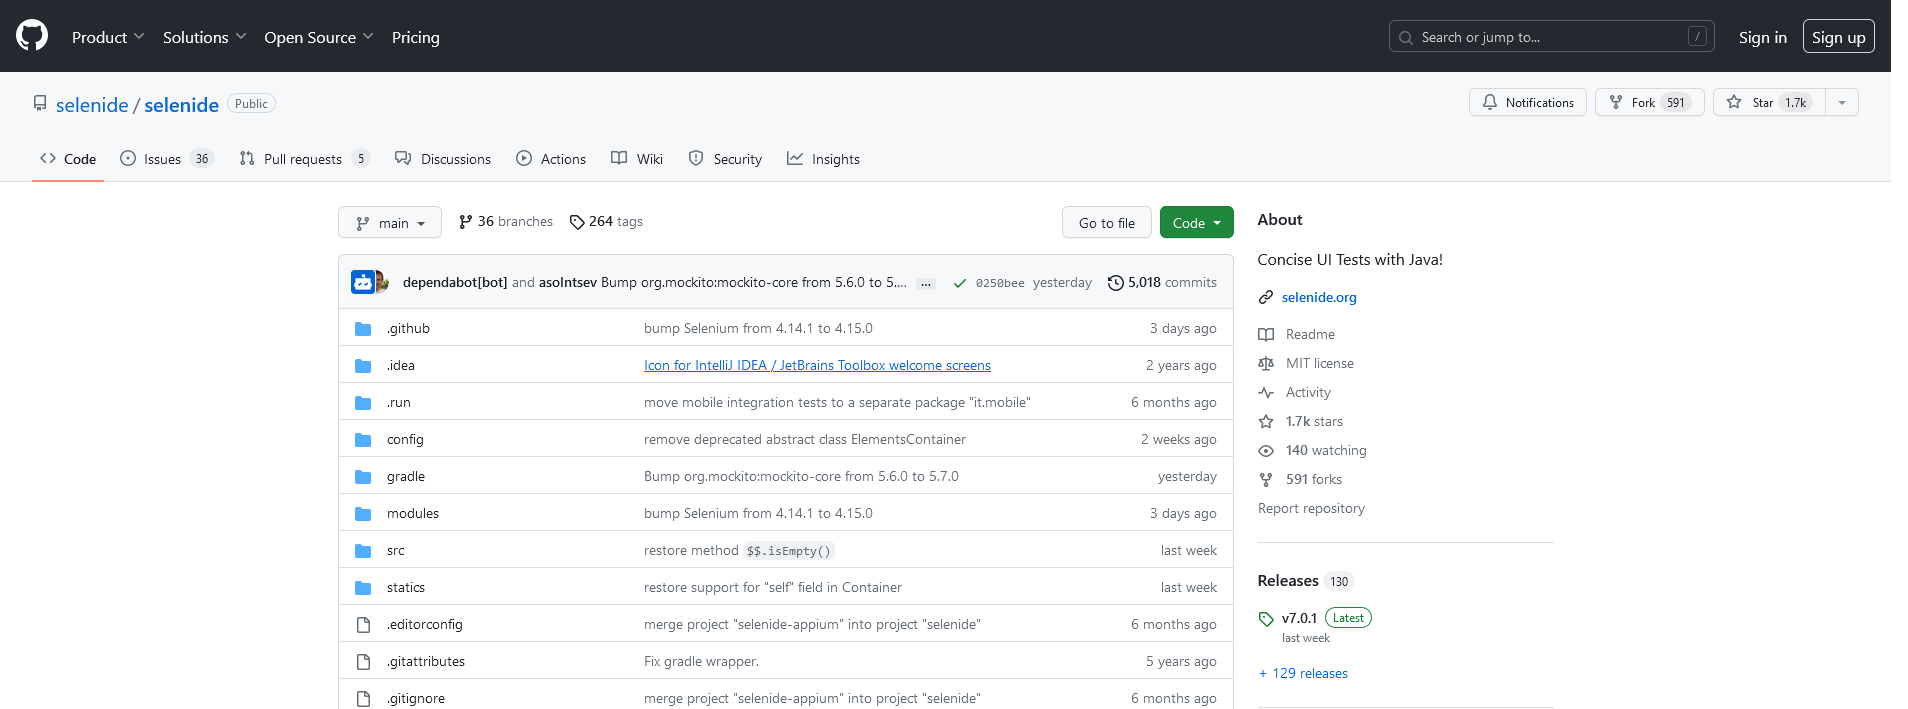 Product Solutions Open Source Pricing Search or jump to... / Sign in Sign up
selenide / selenide Public Notifications Fork 591 Star 1.7k
Code Issues 36 Pull requests 5 Discussions Actions Wiki Security Insights
main 36 branches 264 tags Go to file Code
dependabot[bot] and asolntsev Bump org.mockito:mockito-core from 5.6.0 to 5.... ... 0250bee yesterday 5,018 commits
.github bump Selenium from 4.14.1 to 4.15.0 3 days ago
.idea Icon for IntelliJ IDEA / JetBrains Toolbox welcome screens 2 years ago
.run move mobile integration tests to a separate package "it.mobile" 6 months ago
config remove deprecated abstract class ElementsContainer 2 weeks ago
gradle Bump org.mockito:mockito-core from 5.6.0 to 5.7.0 yesterday
modules bump Selenium from 4.14.1 to 4.15.0 3 days ago
src restore method $$.isEmpty() last week
statics restore support for "self" field in Container last week
.editorconfig merge project "selenide-appium" into project "selenide" 6 months ago
.gitattributes Fix gradle wrapper. 5 years ago
.gitignore merge project "selenide-appium" into project "selenide" 6 months ago
About
Concise UI Tests with Java!
selenide.org
Readme
MIT license
Activity
1.7k stars
140 watching
591 forks
Report repository
Releases 130
v7.0.1 Latest
last week
+ 129 releases